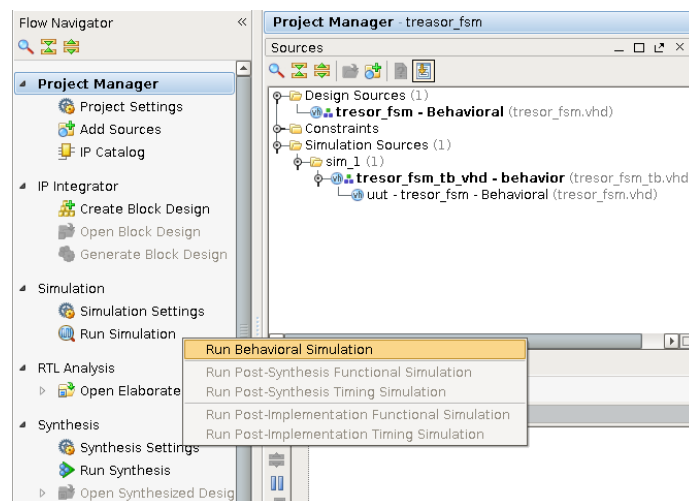 Flow Navigator
Project Manager
Project Settings
Add Sources
IP Catalog
IP Integrator
Create Block Design
Open Block Design
Generate Block Design
Simulation
Simulation Settings
Run Simulation
RTL Analysis
Open Elaborate
Synthesis
Synthesis Settings
Run Synthesis
Open Synthesized Desig
Project Manager - treasor_fsm
Sources
Design Sources (1)
tresor_fsm - Behavioral (tresor_fsm.vhd)
Constraints
Simulation Sources (1)
sim_1 (1)
tresor_fsm_tb_vhd - behavior (tresor_fsm_tb.vhd
uut - tresor_fsm - Behavioral (tresor_fsm.vhd)
Run Behavioral Simulation
Run Post-Synthesis Functional Simulation
Run Post-Synthesis Timing Simulation
Run Post-Implementation Functional Simulation
Run Post-Implementation Timing Simulation